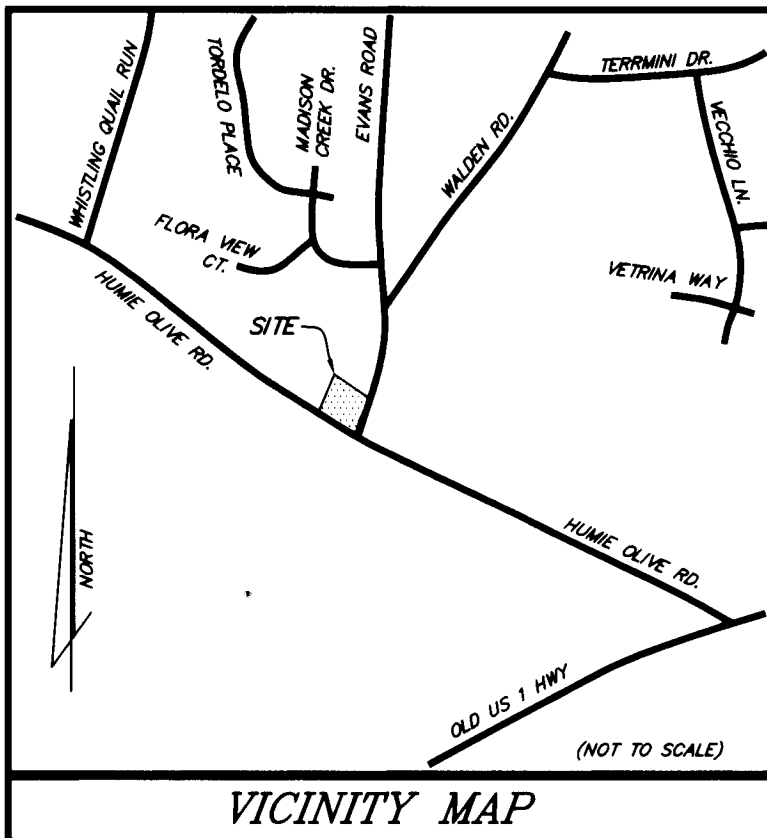 WHISTLING QUAIL RUN
TORDELO PLACE
MADISON
CREEK DR.
EVANS ROAD
WALDEN RD.
TERRMINI DR.
VECCHIO LN.
FLORA VIEW
CT.
VETRINA WAY
HUMIE OLIVE RD.
SITE
NORTH
HUMIE OLIVE RD.
OLD US 1 HWY
(NOT TO SCALE)
VICINITY MAP